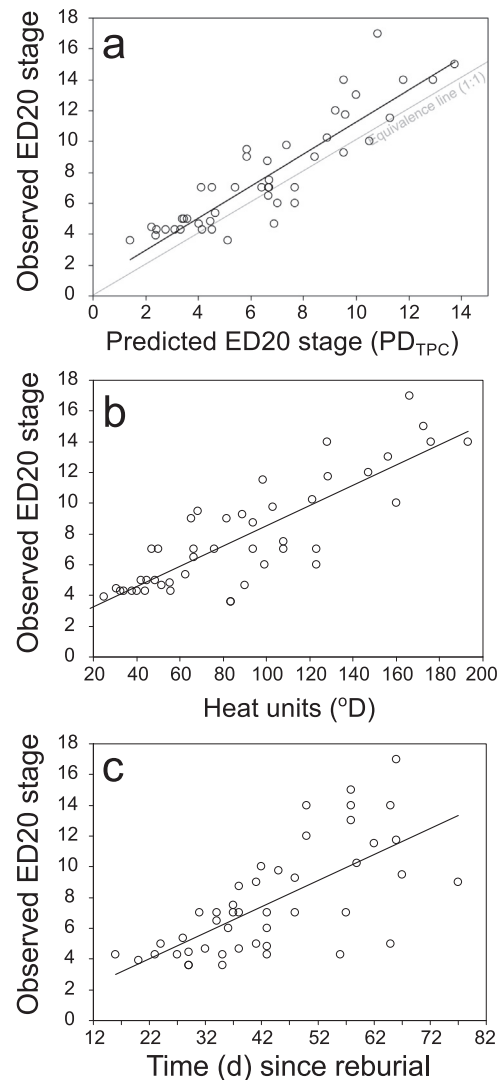 a
18
16
14
12
10
8
6
4
2
0
Observed ED20 stage
Equivalence line (1:1)
0 2 4 6 8 10 12 14
Predicted ED20 stage (PDTPC)
b
18
16
14
12
10
8
6
4
2
0
Observed ED20 stage
20 40 60 80 100 120 140 160 180 200
Heat units (ºD)
c
18
16
14
12
10
8
6
4
2
0
Observed ED20 stage
12 22 32 42 52 62 72 82
Time (d) since reburial